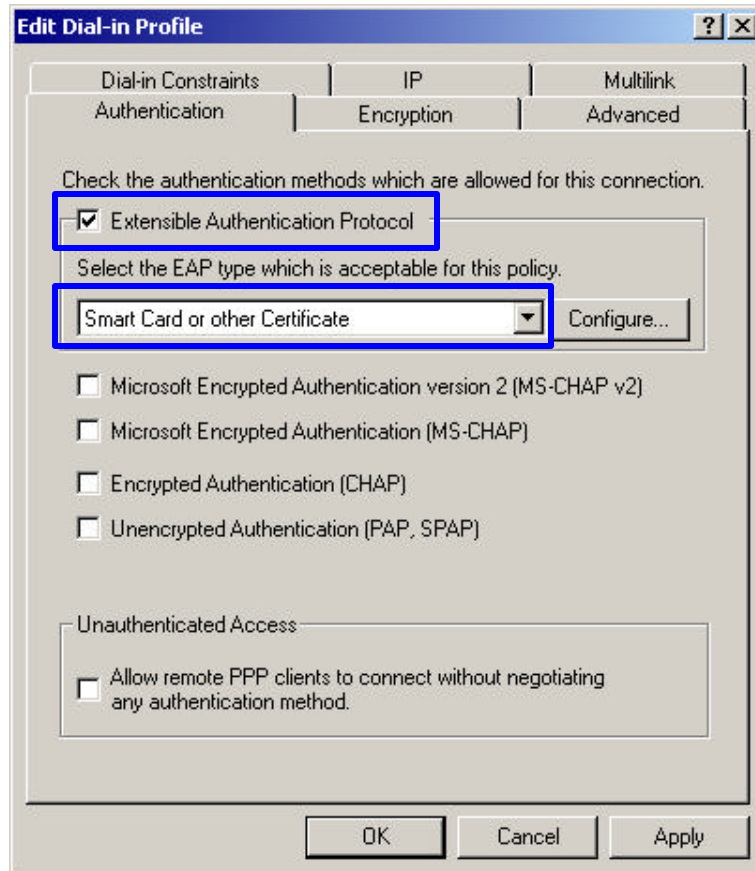 Edit Dial-in Profile
Dial-in Constraints IP Multilink
Authentication Encryption Advanced
Check the authentication methods which are allowed for this connection.
Extensible Authentication Protocol
Select the EAP type which is acceptable for this policy.
Smart Card or other Certificate Configure...
Microsoft Encrypted Authentication version 2 (MS-CHAP v2)
Microsoft Encrypted Authentication (MS-CHAP)
Encrypted Authentication (CHAP)
Unencrypted Authentication (PAP, SPAP)
Unauthenticated Access
Allow remote PPP clients to connect without negotiating
any authentication method.
OK Cancel Apply